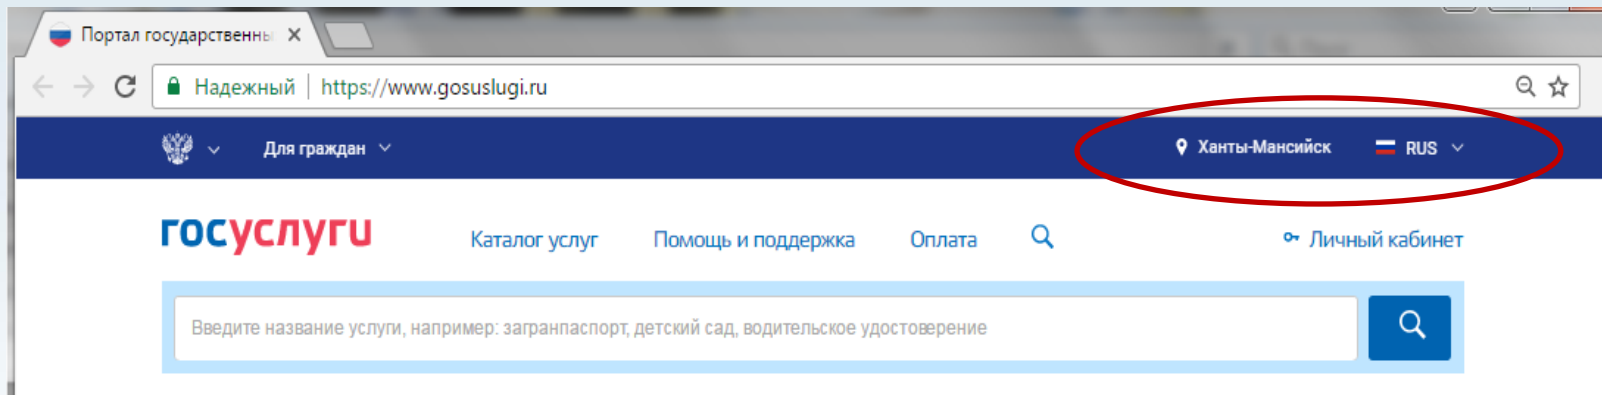 Портал государственны
Надежный https://www.gosuslugi.ru
Для граждан Ханты-Мансийск RUS
госуслуги Каталог услуг Помощь и поддержка Оплата Личный кабинет
Введите название услуги, например: загранпаспорт, детский сад, водительское удостоверение